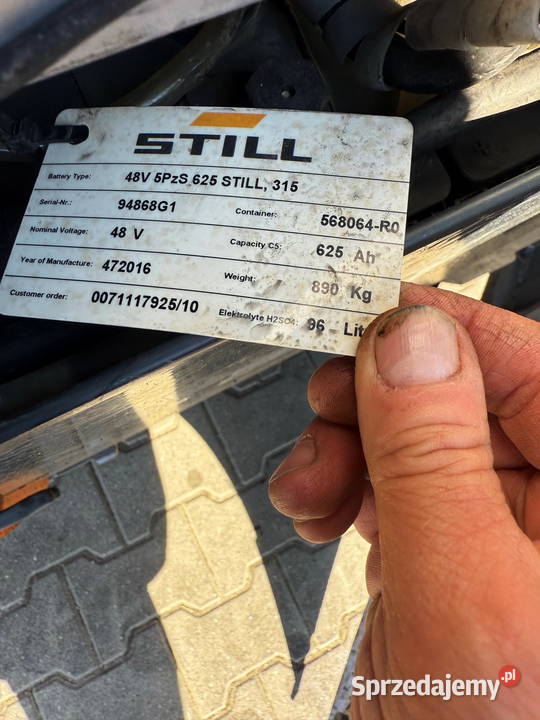 STILL
Battery Type: 48V 5PzS 625 STILL, 315
Serial-Nr.: 94868G1 Container: 568064-R0
Nominal Voltage: 48 V Capacity C5: 625 Ah
Year of Manufacture: 472016 Weight: 890 Kg
Customer order: 0071117925/10 Elektrolyte H2SO4: 96 Lit
Sprzedajemy.pl